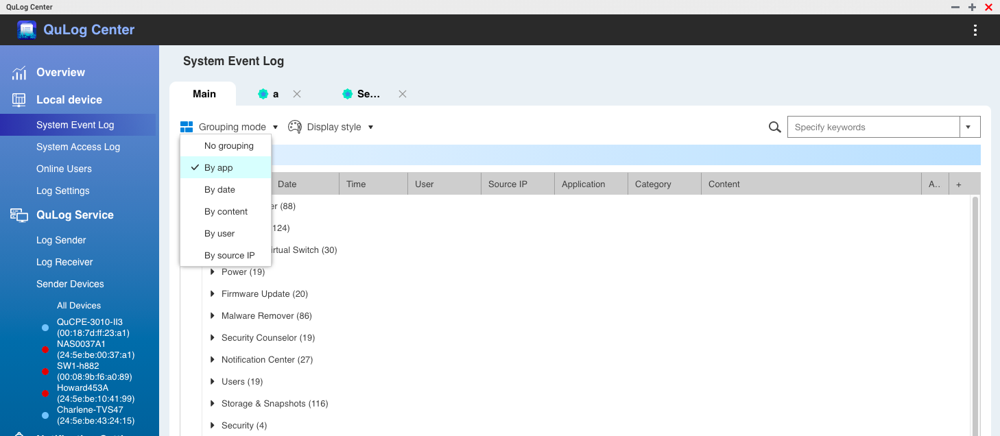 QuLog Center
QuLog Center
Overview
Local device
System Event Log
System Access Log
Online Users
Log Settings
QuLog Service
Log Sender
Log Receiver
Sender Devices
All Devices
QuCPE-3010-II3
(00:18:7d:ff:23:a1)
NAS0037A1
(24:5e:be:00:37:a1)
SW1-h882
(00:08:9b:f6:a0:89)
Howard453A
(24:5e:be:10:41:99)
Charlene-TVS47
(24:5e:be:43:24:15)
System Event Log
Main a Se...
Grouping mode Display style Specify keywords
No grouping
By app
By date
By content
By user
By source IP
Date Time User Source IP Application Category Content A.. +
er (88)
124)
irtual Switch (30)
Power (19)
Firmware Update (20)
Malware Remover (86)
Security Counselor (19)
Notification Center (27)
Users (19)
Storage & Snapshots (116)
Security (4)